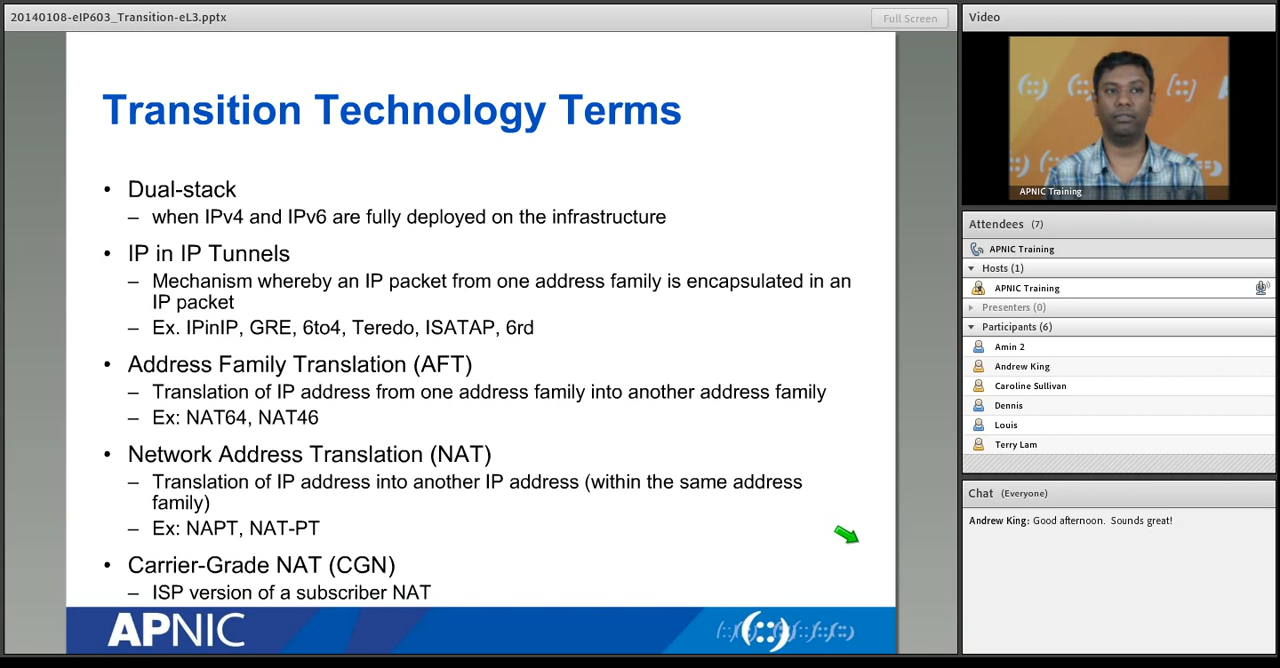 20140108-eIP603_Transition-eL3.pptx
Full Screen
Transition Technology Terms
• Dual-stack
– when IPv4 and IPv6 are fully deployed on the infrastructure
• IP in IP Tunnels
– Mechanism whereby an IP packet from one address family is encapsulated in an
IP packet
– Ex. IPinIP, GRE, 6to4, Teredo, ISATAP, 6rd
• Address Family Translation (AFT)
– Translation of IP address from one address family into another address family
– Ex: NAT64, NAT46
• Network Address Translation (NAT)
– Translation of IP address into another IP address (within the same address
family)
– Ex: NAPT, NAT-PT
• Carrier-Grade NAT (CGN)
– ISP version of a subscriber NAT
APNIC
Video
APNIC Training
Attendees (7)
APNIC Training
Hosts (1)
APNIC Training
Presenters (0)
Participants (6)
Amin 2
Andrew King
Caroline Sullivan
Dennis
Louis
Terry Lam
Chat (Everyone)
Andrew King: Good afternoon. Sounds great!